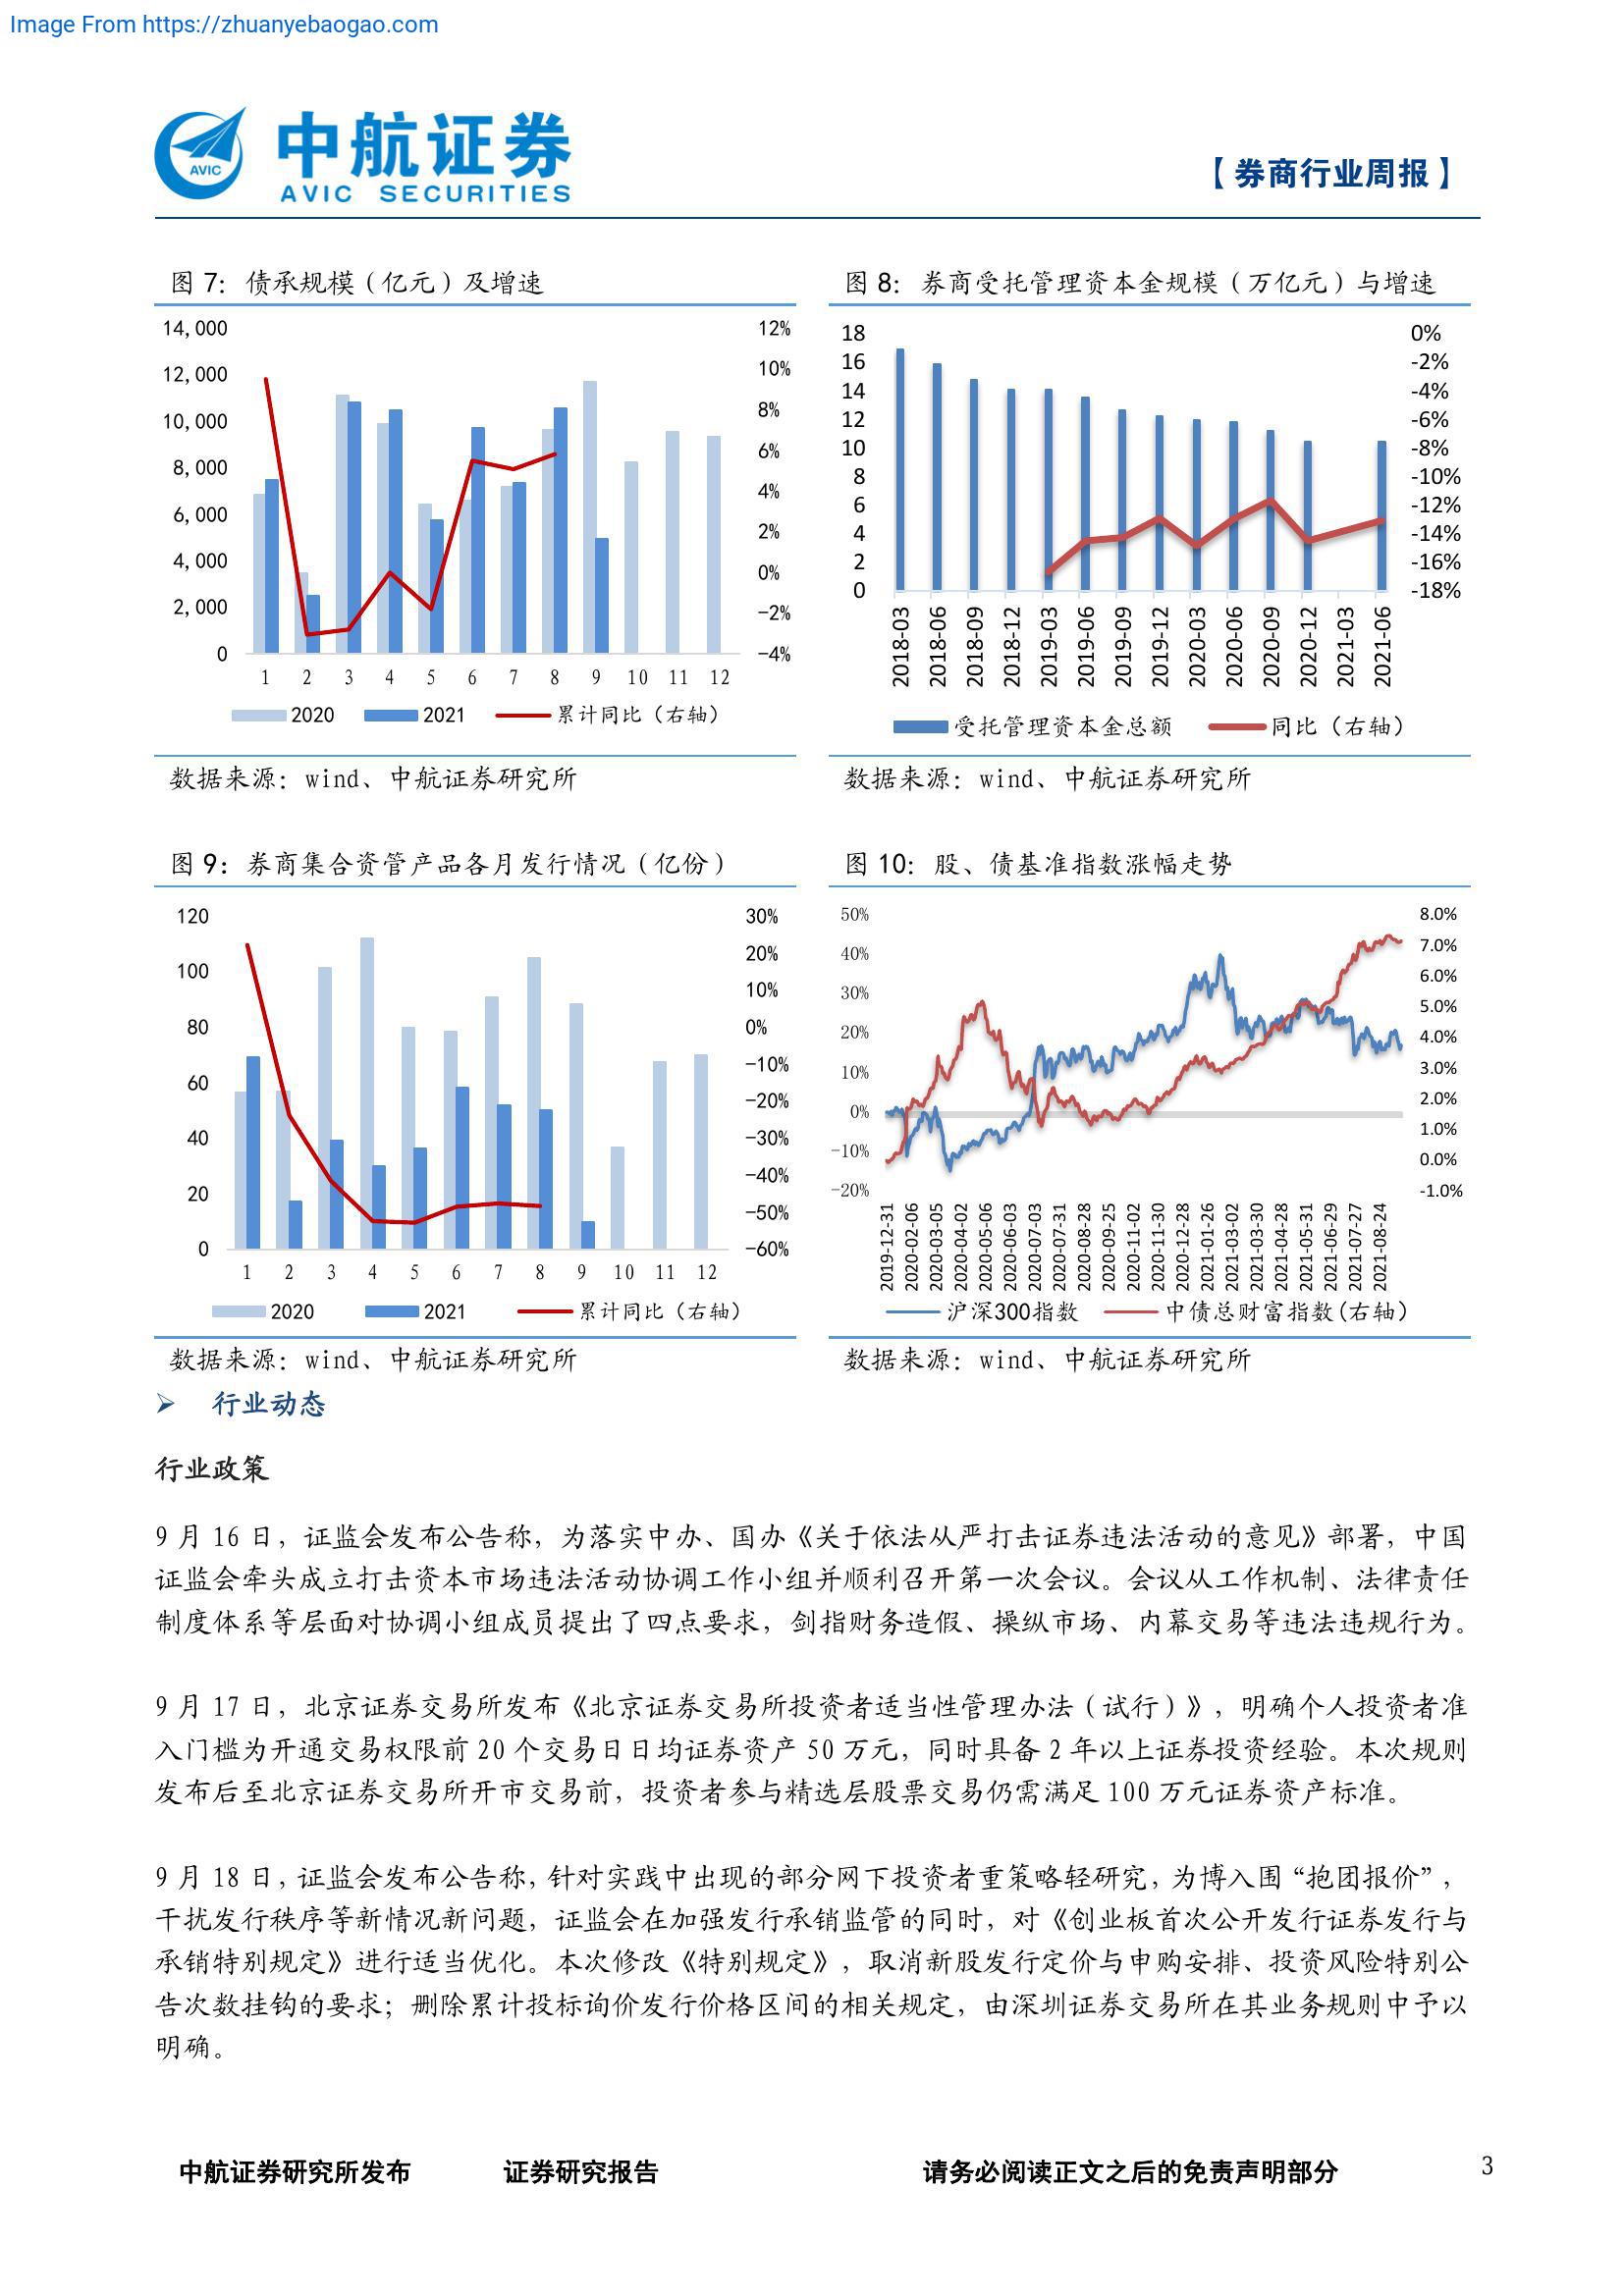 Image From https://zhuanyebaogao.com
AVIC
中航证券
AVIC SECURITIES
【券商行业周报】
图 7：债承规模（亿元）及增速
14,000
12,000
10,000
8,000
6,000
4,000
2,000
0
12%
10%
8%
6%
4%
2%
0%
-2%
-4%
1 2 3 4 5 6 7 8 9 10 11 12
2020 2021 累计同比（右轴）
数据来源：wind、中航证券研究所
图 8：券商受托管理资本金规模（万亿元）与增速
18
16
14
12
10
8
6
4
2
0
0%
-2%
-4%
-6%
-8%
-10%
-12%
-14%
-16%
-18%
2018-03 2018-06 2018-09 2018-12 2019-03 2019-06 2019-09 2019-12 2020-03 2020-06 2020-09 2020-12 2021-03 2021-06
受托管理资本金总额 同比（右轴）
数据来源：wind、中航证券研究所
图 9：券商集合资管产品各月发行情况（亿份）
120
100
80
60
40
20
0
30%
20%
10%
0%
-10%
-20%
-30%
-40%
-50%
-60%
1 2 3 4 5 6 7 8 9 10 11 12
2020 2021 累计同比（右轴）
数据来源：wind、中航证券研究所
图 10：股、债基准指数涨幅走势
50%
40%
30%
20%
10%
0%
-10%
-20%
8.0%
7.0%
6.0%
5.0%
4.0%
3.0%
2.0%
1.0%
0.0%
-1.0%
2019-12-31 2020-02-06 2020-03-05 2020-04-02 2020-05-06 2020-06-03 2020-07-03 2020-07-31 2020-08-28 2020-09-25 2020-11-02 2020-11-30 2020-12-28 2021-01-26 2021-03-02 2021-03-30 2021-04-28 2021-05-31 2021-06-29 2021-07-27 2021-08-24
沪深300指数 中债总财富指数(右轴)
数据来源：wind、中航证券研究所
➢ 行业动态
行业政策
9 月 16 日，证监会发布公告称，为落实中办、国办《关于依法从严打击证券违法活动的意见》部署，中国
证监会牵头成立打击资本市场违法活动协调工作小组并顺利召开第一次会议。会议从工作机制、法律责任
制度体系等层面对协调小组成员提出了四点要求，剑指财务造假、操纵市场、内幕交易等违法违规行为。
9 月 17 日，北京证券交易所发布《北京证券交易所投资者适当性管理办法（试行）》，明确个人投资者准
入门槛为开通交易权限前 20 个交易日日均证券资产 50 万元，同时具备 2 年以上证券投资经验。本次规则
发布后至北京证券交易所开市交易前，投资者参与精选层股票交易仍需满足 100 万元证券资产标准。
9 月 18 日，证监会发布公告称，针对实践中出现的部分网下投资者重策略轻研究，为博入围“抱团报价”，
干扰发行秩序等新情况新问题，证监会在加强发行承销监管的同时，对《创业板首次公开发行证券发行与
承销特别规定》进行适当优化。本次修改《特别规定》，取消新股发行定价与申购安排、投资风险特别公
告次数挂钩的要求；删除累计投标询价发行价格区间的相关规定，由深圳证券交易所在其业务规则中予以
明确。
中航证券研究所发布 证券研究报告 请务必阅读正文之后的免责声明部分 3